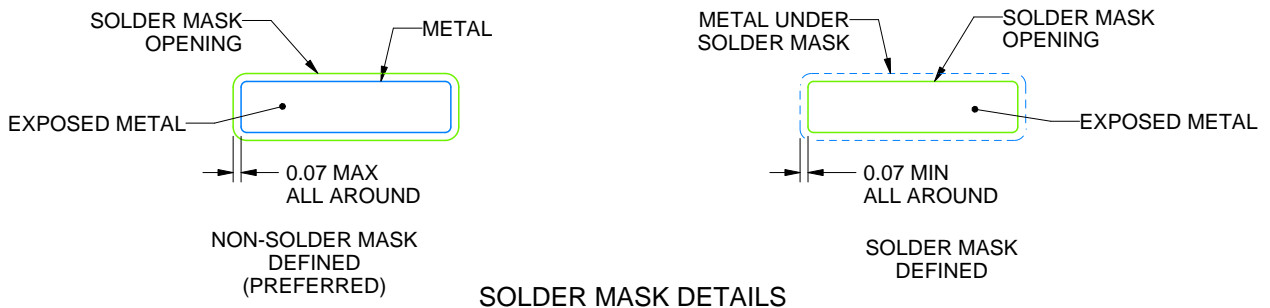 SOLDER MASK
OPENING
METAL
EXPOSED METAL
0.07 MAX
ALL AROUND
NON-SOLDER MASK
DEFINED
(PREFERRED)
METAL UNDER
SOLDER MASK
SOLDER MASK
OPENING
EXPOSED METAL
0.07 MIN
ALL AROUND
SOLDER MASK
DEFINED
SOLDER MASK DETAILS